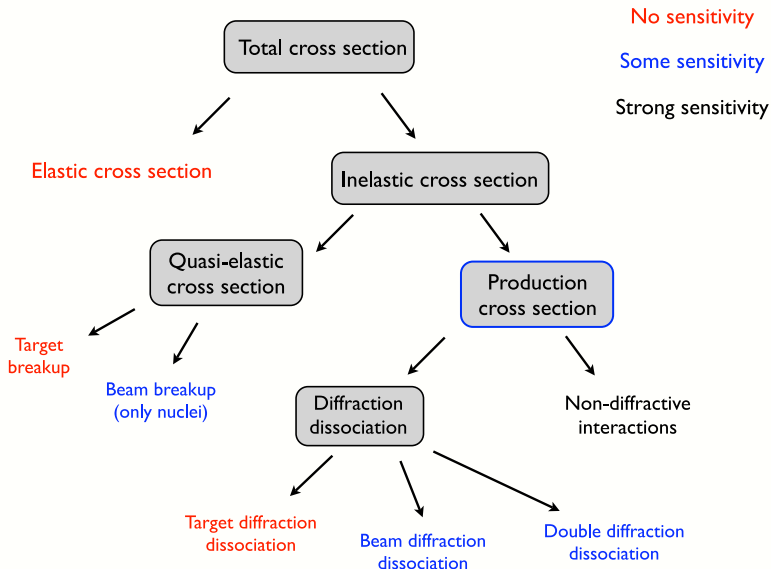 No sensitivity
Total cross section
Some sensitivity
Strong sensitivity
Elastic cross section
Inelastic cross section
Quasi-elastic
cross section
Production
cross section
Target
breakup
Beam breakup
(only nuclei)
Diffraction
dissociation
Non-diffractive
interactions
Target diffraction
dissociation
Beam diffraction
dissociation
Double diffraction
dissociation